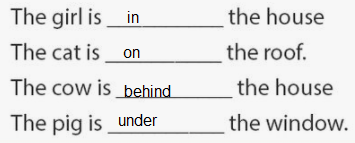 The girl is in the house
The cat is on the roof.
The cow is behind the house
The pig is under the window.